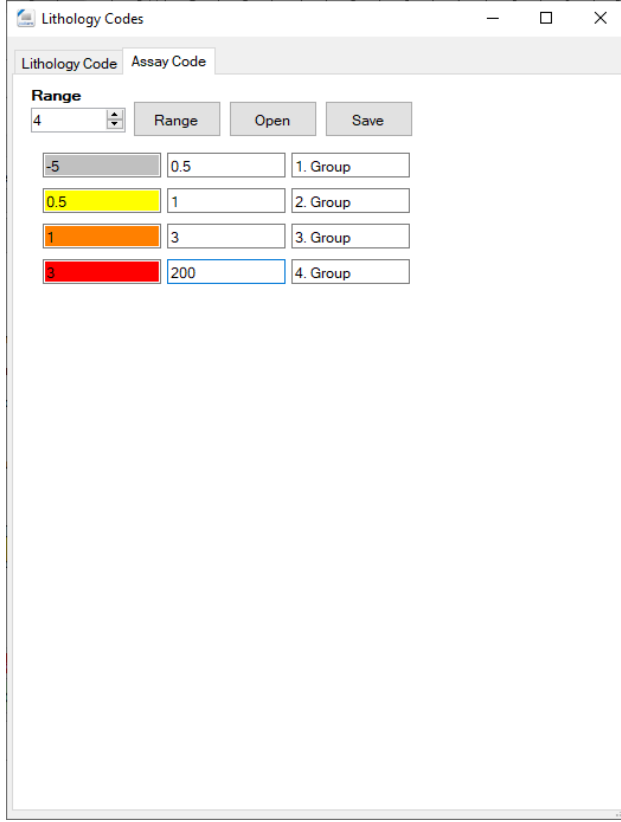 Lithology Codes
Lithology Code Assay Code
Range
4 Range Open Save
-5 0.5 1. Group
0.5 1 2. Group
1 3 3. Group
3 200 4. Group